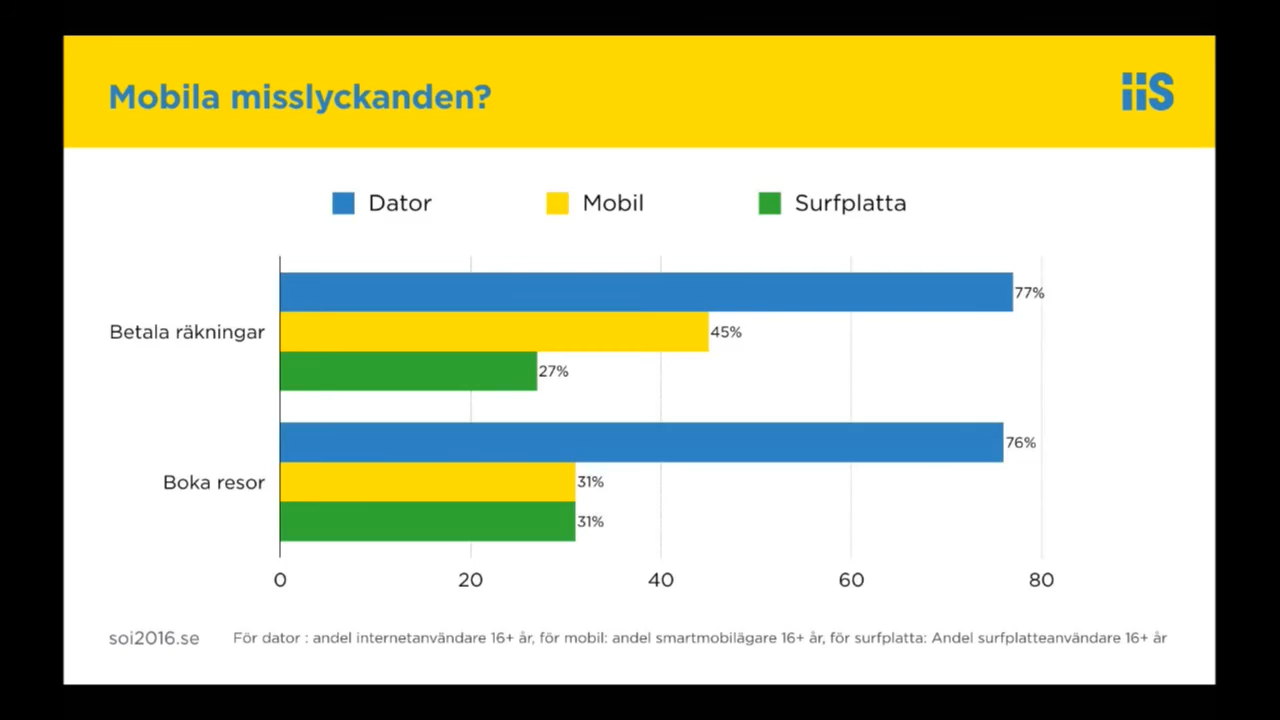 Mobila misslyckanden?
iis
Dator Mobil Surfplatta
77%
Betala räkningar 45%
27%
76%
Boka resor 31%
31%
0 20 40 60 80
soi2016.se För dator : andel internetanvändare 16+ år, för mobil: andel smartmobilägare 16+ år, för surfplatta: Andel surfplatteanvändare 16+ år